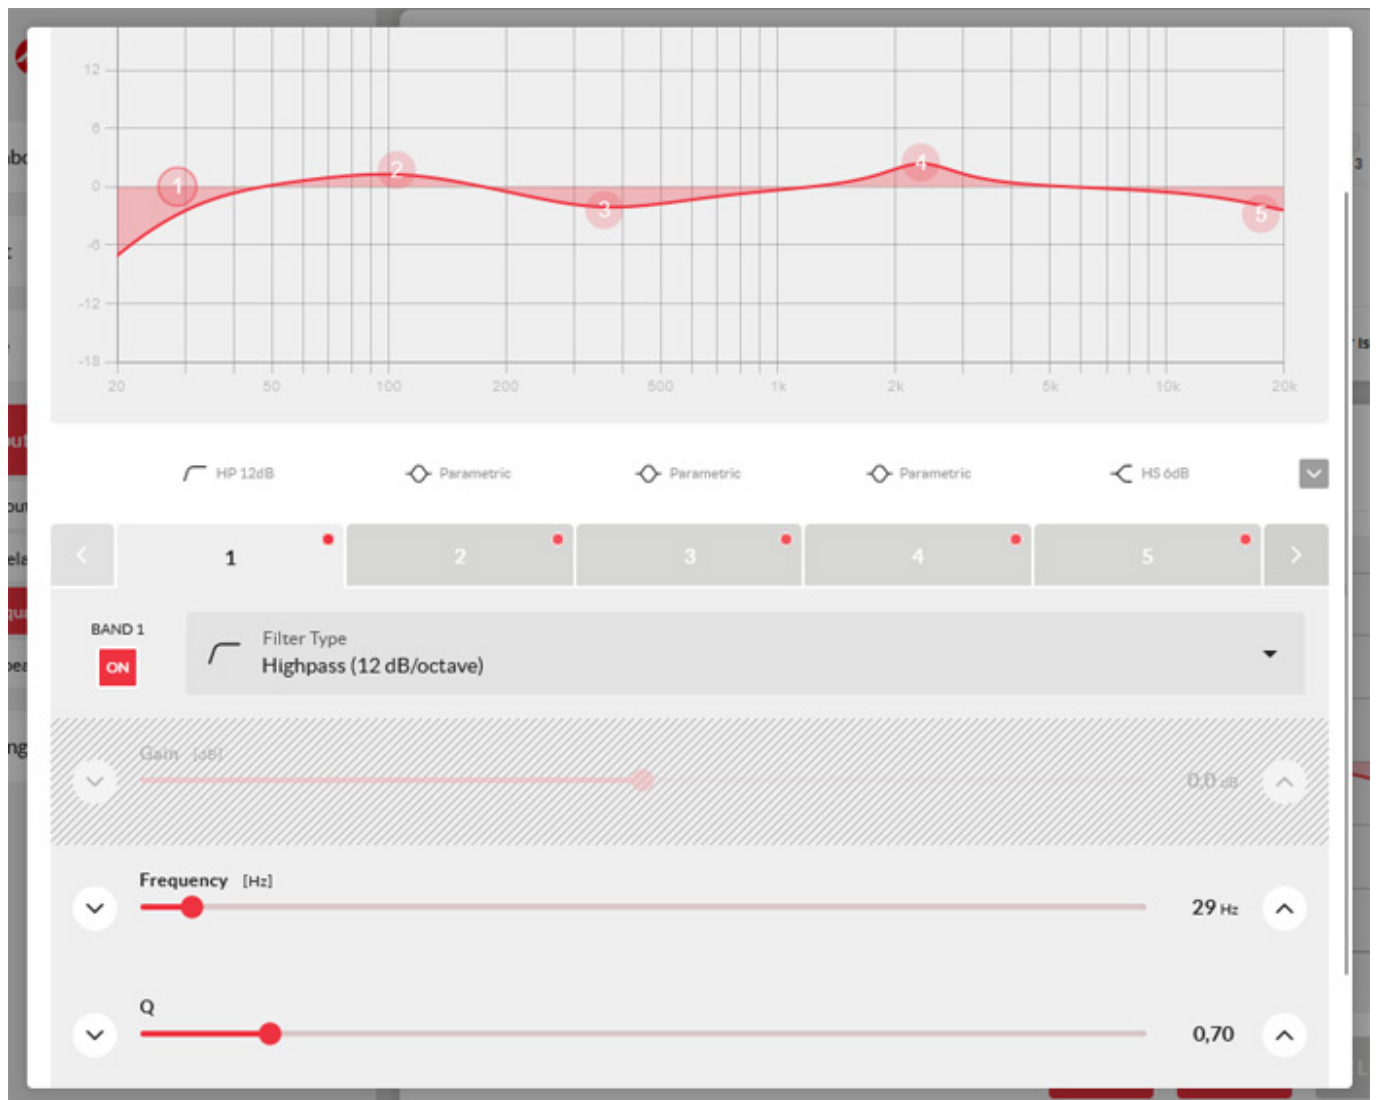 12
6
0
-6
-12
-18
1
2
3
4
5
20 50 100 200 500 1k 2k 5k 10k 20k
HP 12dB Parametric Parametric Parametric HS 6dB
1 2 3 4 5
BAND 1
ON
Filter Type
Highpass (12 dB/octave)
Gain [dB]
0,0 dB
Frequency [Hz]
29 Hz
Q
0,70
3